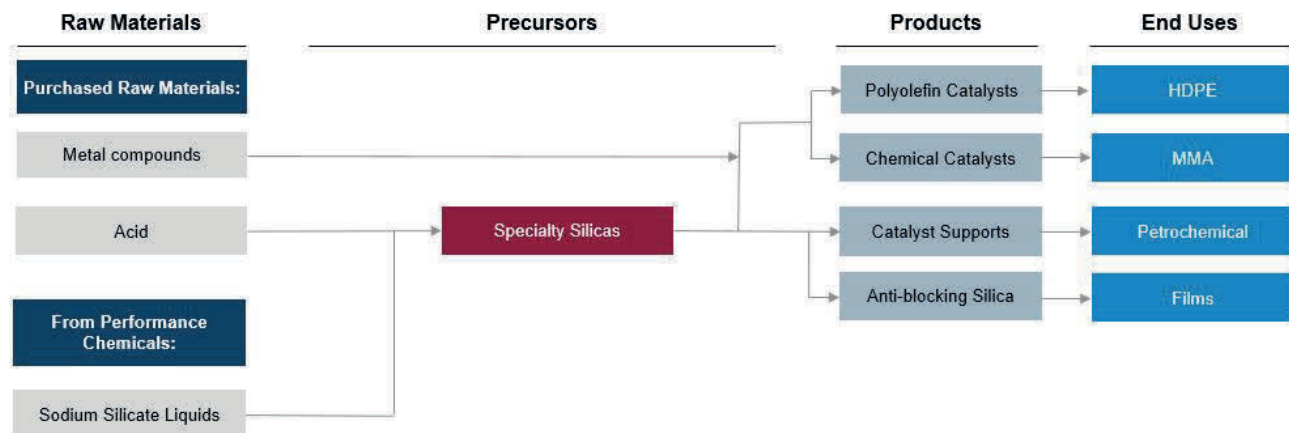 Raw Materials
Precursors
Products
End Uses
Purchased Raw Materials:
Polyolefin Catalysts
HDPE
Metal compounds
Chemical Catalysts
MMA
Acid
Specialty Silicas
Catalyst Supports
Petrochemical
Anti-blocking Silica
Films
From Performance
Chemicals:
Sodium Silicate Liquids